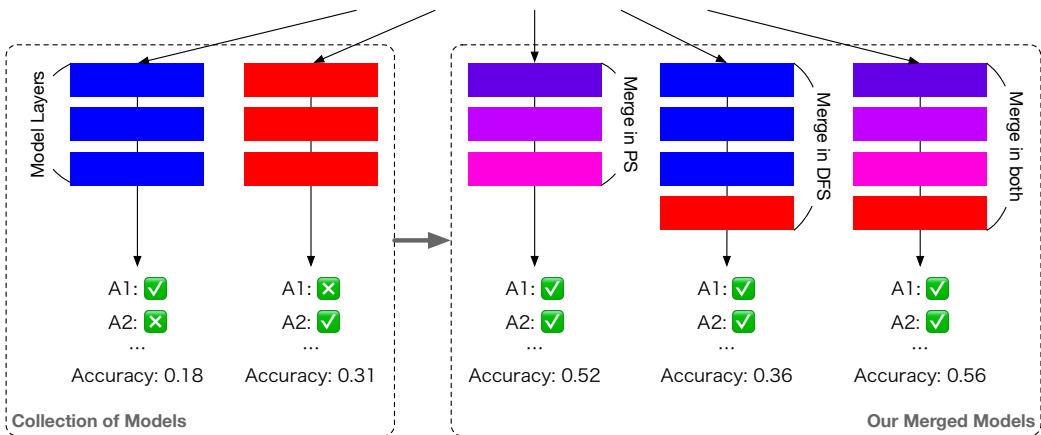 Model Layers
Merge in PS
Merge in DFS
Merge in both
A1: ✅
A2: ❎
...
Accuracy: 0.18
A1: ❎
A2: ✅
...
Accuracy: 0.31
Collection of Models
A1: ✅
A2: ✅
...
Accuracy: 0.52
A1: ✅
A2: ✅
...
Accuracy: 0.36
A1: ✅
A2: ✅
...
Accuracy: 0.56
Our Merged Models